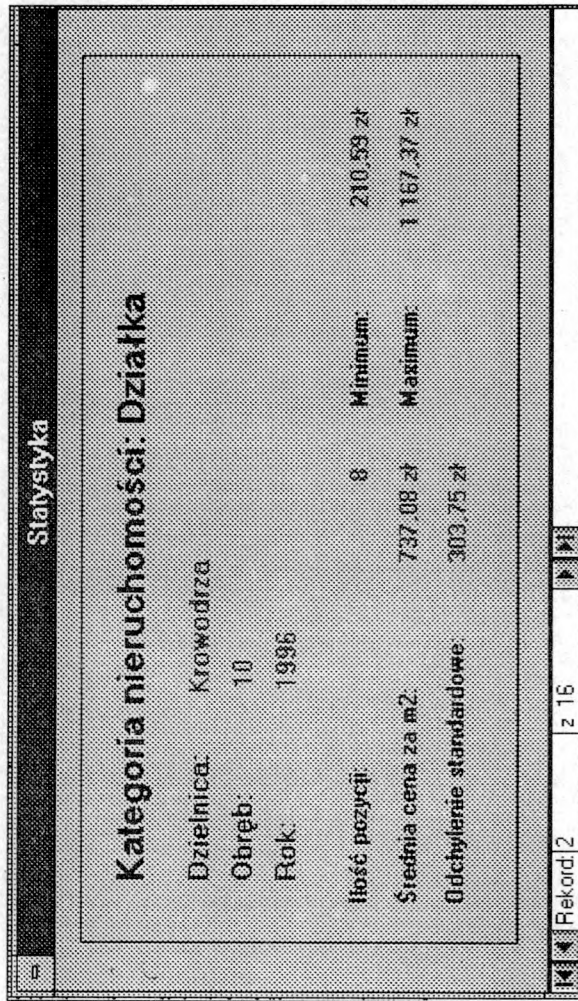 Statystyka
Kategoria nieruchomości: Działka
Dzielnica: Krowodrza
Obręb: 10
Rok: 1996
Ilość pozycji: 8 Minimum: 210,59 zł
Średnia cena za m2: 737,08 zł Maximum: 1 167,37 zł
Odchylenie standardowe: 303,75 zł
Rekord: 2 z 16